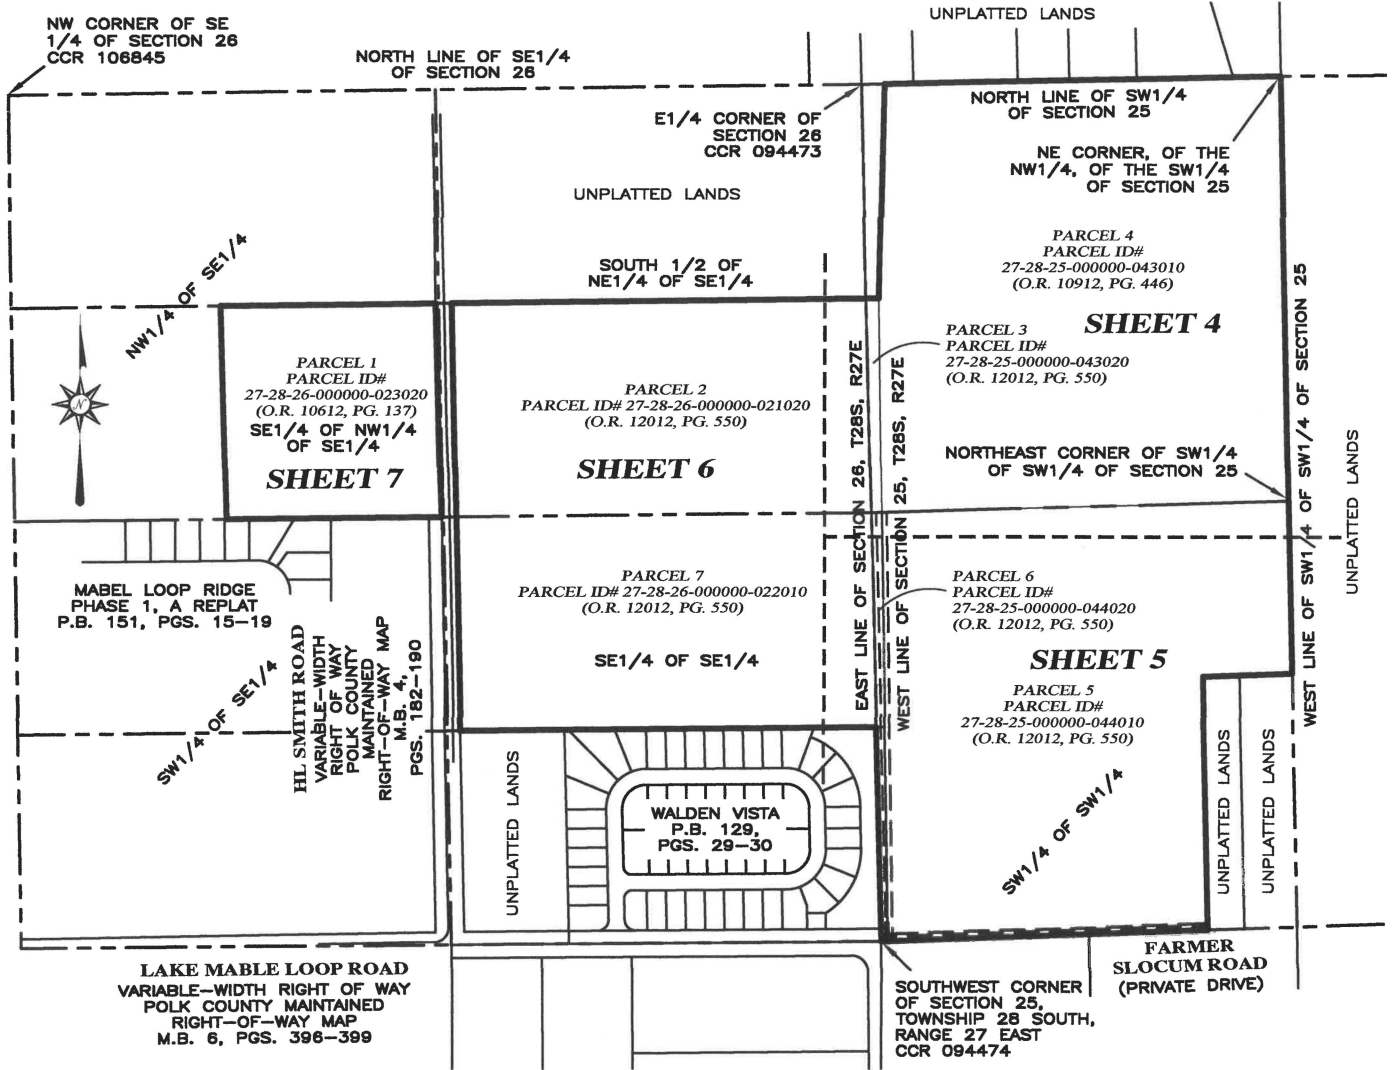 UNPLATTED LANDS
NW CORNER OF SE
1/4 OF SECTION 26
CCR 106845
NORTH LINE OF SE1/4
OF SECTION 26
E1/4 CORNER OF
SECTION 26
CCR 094473
NORTH LINE OF SW1/4
OF SECTION 25
NE CORNER, OF THE
NW1/4, OF THE SW1/4
OF SECTION 25
UNPLATTED LANDS
NW1/4 OF SE1/4
SOUTH 1/2 OF
NE1/4 OF SE1/4
PARCEL 4
PARCEL ID#
27-28-25-000000-043010
(O.R. 10912, PG. 446)
SHEET 4
PARCEL 3
PARCEL ID#
27-28-25-000000-043020
(O.R. 12012, PG. 550)
N
PARCEL 1
PARCEL ID#
27-28-26-000000-023020
(O.R. 10612, PG. 137)
SE1/4 OF NW1/4
OF SE1/4
SHEET 7
PARCEL 2
PARCEL ID# 27-28-26-000000-021020
(O.R. 12012, PG. 550)
SHEET 6
EAST LINE OF SECTION 26, T28S, R27E
WEST LINE OF SECTION 25, T28S, R27E
NORTHEAST CORNER OF SW1/4
OF SW1/4 OF SECTION 25
WEST LINE OF SW1/4 OF SW1/4 OF SECTION 25
UNPLATTED LANDS
MABEL LOOP RIDGE
PHASE 1, A REPLAT
P.B. 151, PGS. 15-19
SW1/4 OF SE1/4
HL SMITH ROAD
VARIABLE-WIDTH
RIGHT OF WAY
POLK COUNTY
MAINTAINED
RIGHT-OF-WAY MAP
M.B. 4,
PGS. 182-190
PARCEL 7
PARCEL ID# 27-28-26-000000-022010
(O.R. 12012, PG. 550)
SE1/4 OF SE1/4
PARCEL 6
PARCEL ID#
27-28-25-000000-044020
(O.R. 12012, PG. 550)
SHEET 5
PARCEL 5
PARCEL ID#
27-28-25-000000-044010
(O.R. 12012, PG. 550)
SW1/4 OF SW1/4
UNPLATTED LANDS
UNPLATTED LANDS
UNPLATTED LANDS
WALDEN VISTA
P.B. 129,
PGS. 29-30
LAKE MABLE LOOP ROAD
VARIABLE-WIDTH RIGHT OF WAY
POLK COUNTY MAINTAINED
RIGHT-OF-WAY MAP
M.B. 6, PGS. 396-399
FARMER
SLOCUM ROAD
(PRIVATE DRIVE)
SOUTHWEST CORNER
OF SECTION 25,
TOWNSHIP 28 SOUTH,
RANGE 27 EAST
CCR 094474